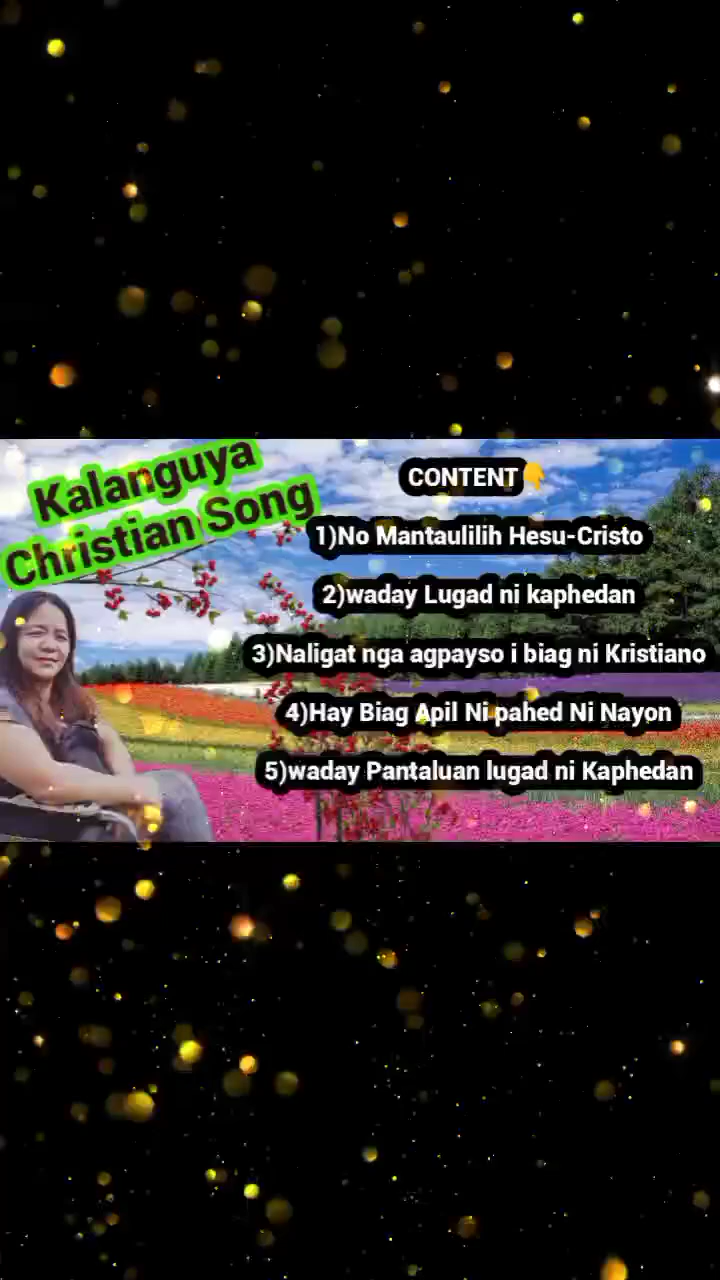 Kalanguya
Christian Song
CONTENT👇
1)No Mantaulilih Hesu-Cristo
2)waday Lugad ni kaphedan
3)Naligat nga agpayso i biag ni Kristiano
4)Hay Biag Apil Ni pahed Ni Nayon
5)waday Pantaluan lugad ni Kaphedan